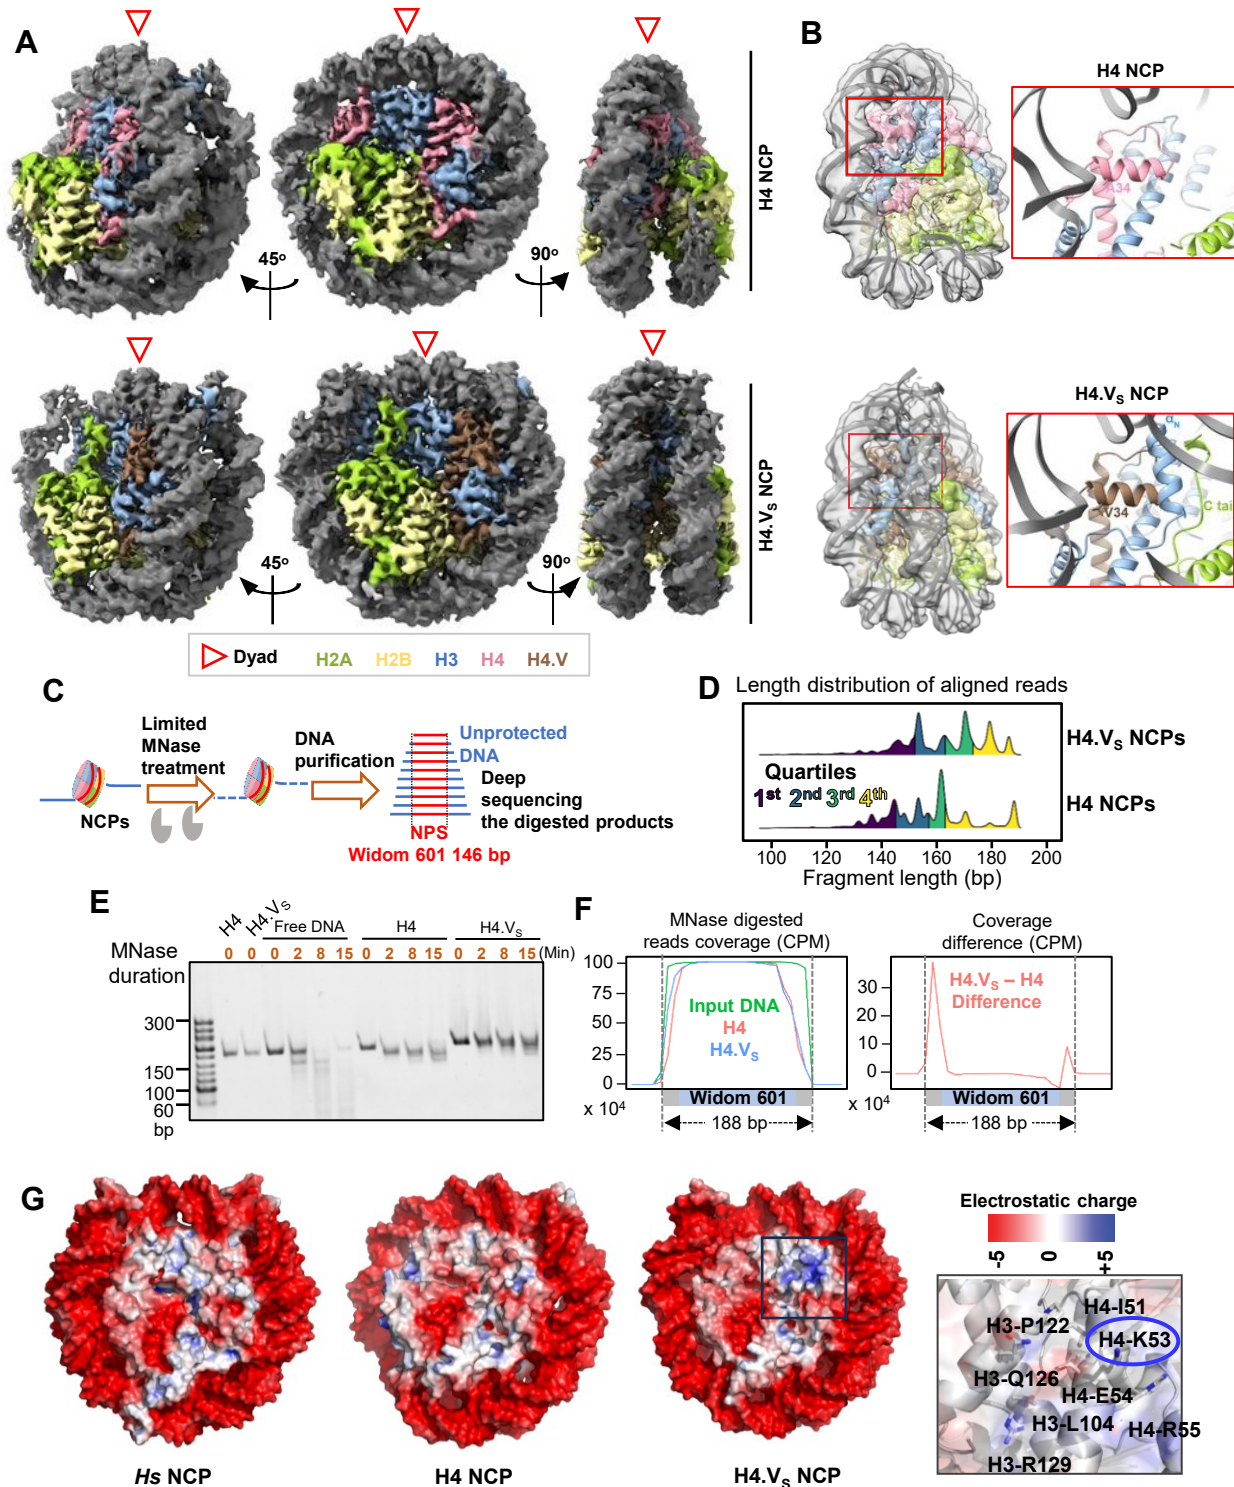 A
B
H4 NCP
A34
H4 NCP
45o
90o
H4.VS NCP
αN
V34
C tai
H4.VS NCP
45o
90o
Dyad H2A H2B H3 H4 H4.V
C
Limited
MNase
treatment
DNA
purification
Unprotected
DNA
Deep
sequencing
the digested products
NCPs
NPS
Widom 601 146 bp
D
Length distribution of aligned reads
H4.VS NCPs
Quartiles
1st 2nd 3rd 4th
H4 NCPs
100 120 140 160 180 200
Fragment length (bp)
E
H4 H4.VS Free DNA H4 H4.VS
MNase
duration
0 0 0 2 8 15 0 2 8 15 0 2 8 15 (Min)
300
150
100
60
bp
F
MNase digested
reads coverage (CPM)
100
75
50
25
0
x 104
Input DNA
H4
H4.VS
Widom 601
188 bp
Coverage
difference (CPM)
30
20
10
0
x 104
H4.VS – H4
Difference
Widom 601
188 bp
G
Hs NCP
H4 NCP
H4.VS NCP
Electrostatic charge
-5 0 +5
H4-I51
H3-P122
H4-K53
H3-Q126
H4-E54
H3-L104
H4-R55
H3-R129